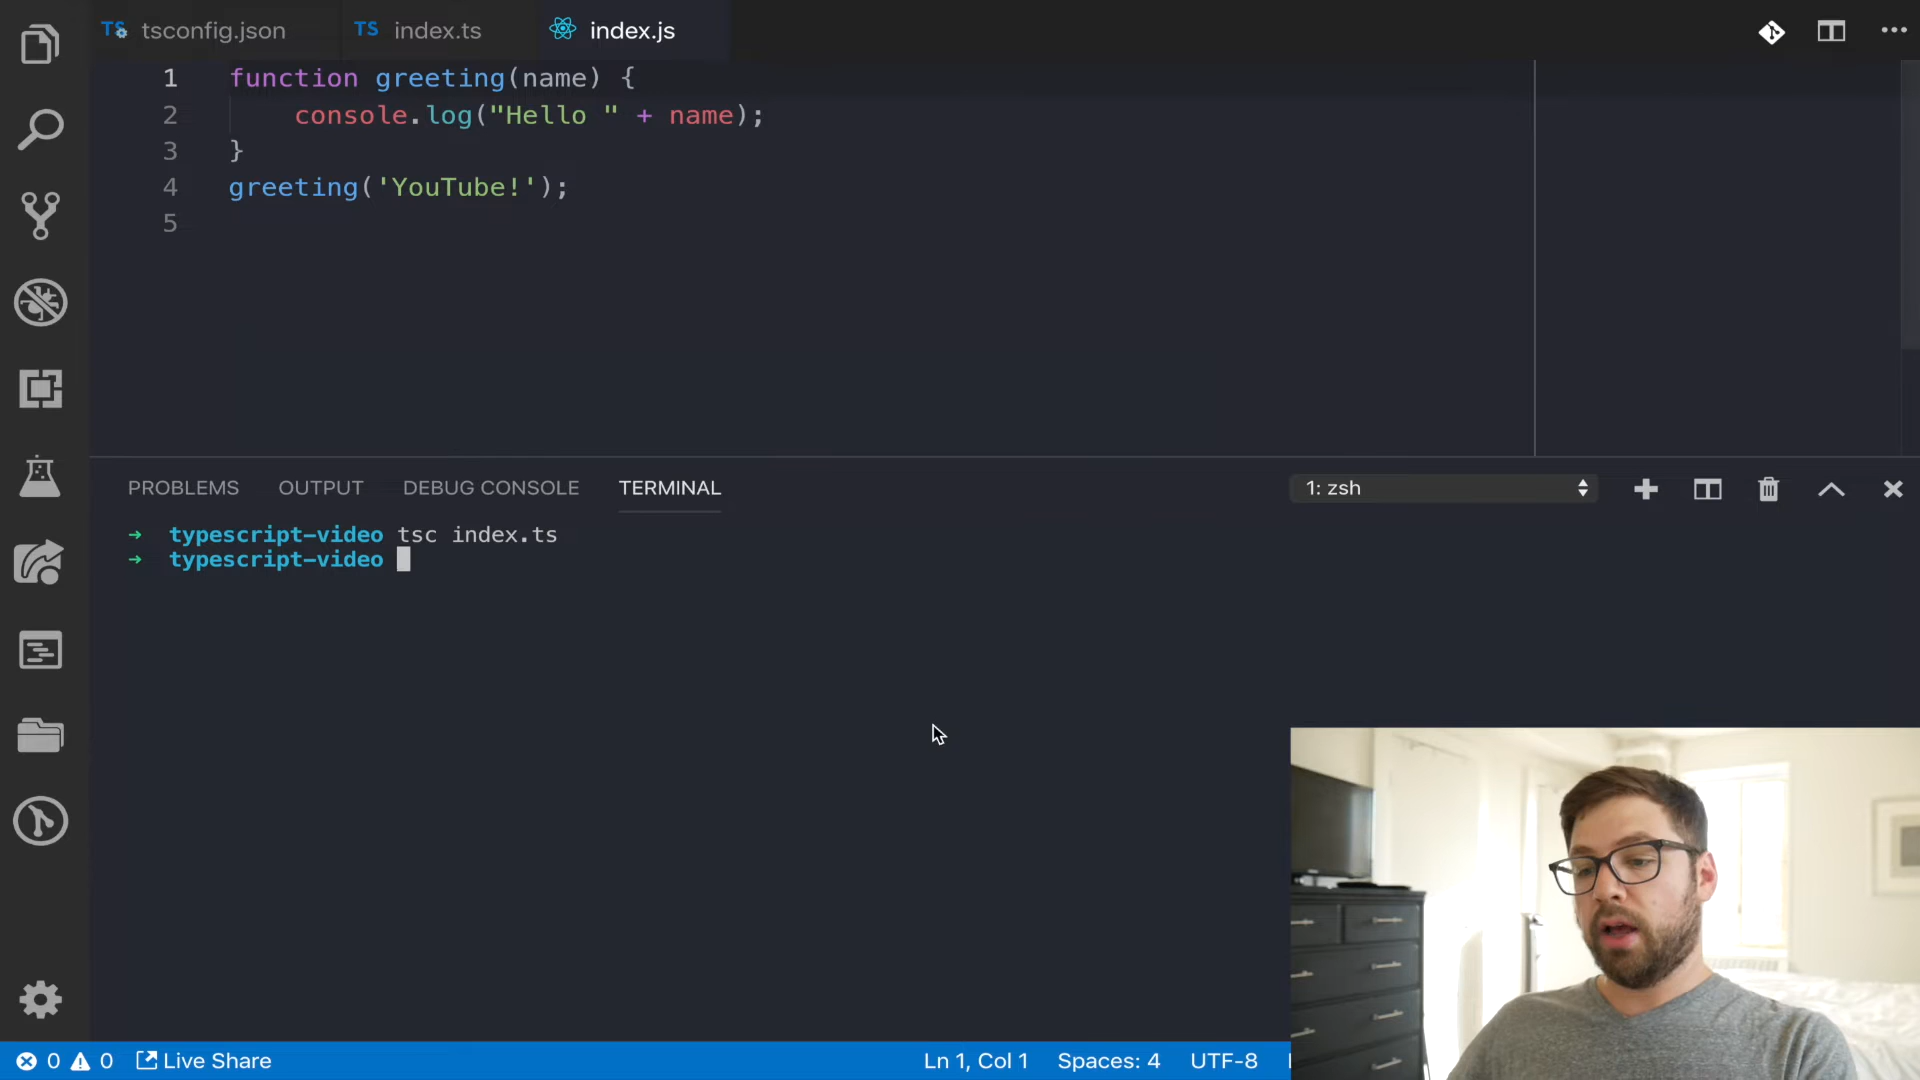 TS tsconfig.json TS index.ts index.js
1 function greeting(name) {
2 console.log("Hello " + name);
3 }
4 greeting('YouTube!');
5
PROBLEMS OUTPUT DEBUG CONSOLE TERMINAL 1: zsh
→ typescript-video tsc index.ts
→ typescript-video
0 0 Live Share Ln 1, Col 1 Spaces: 4 UTF-8